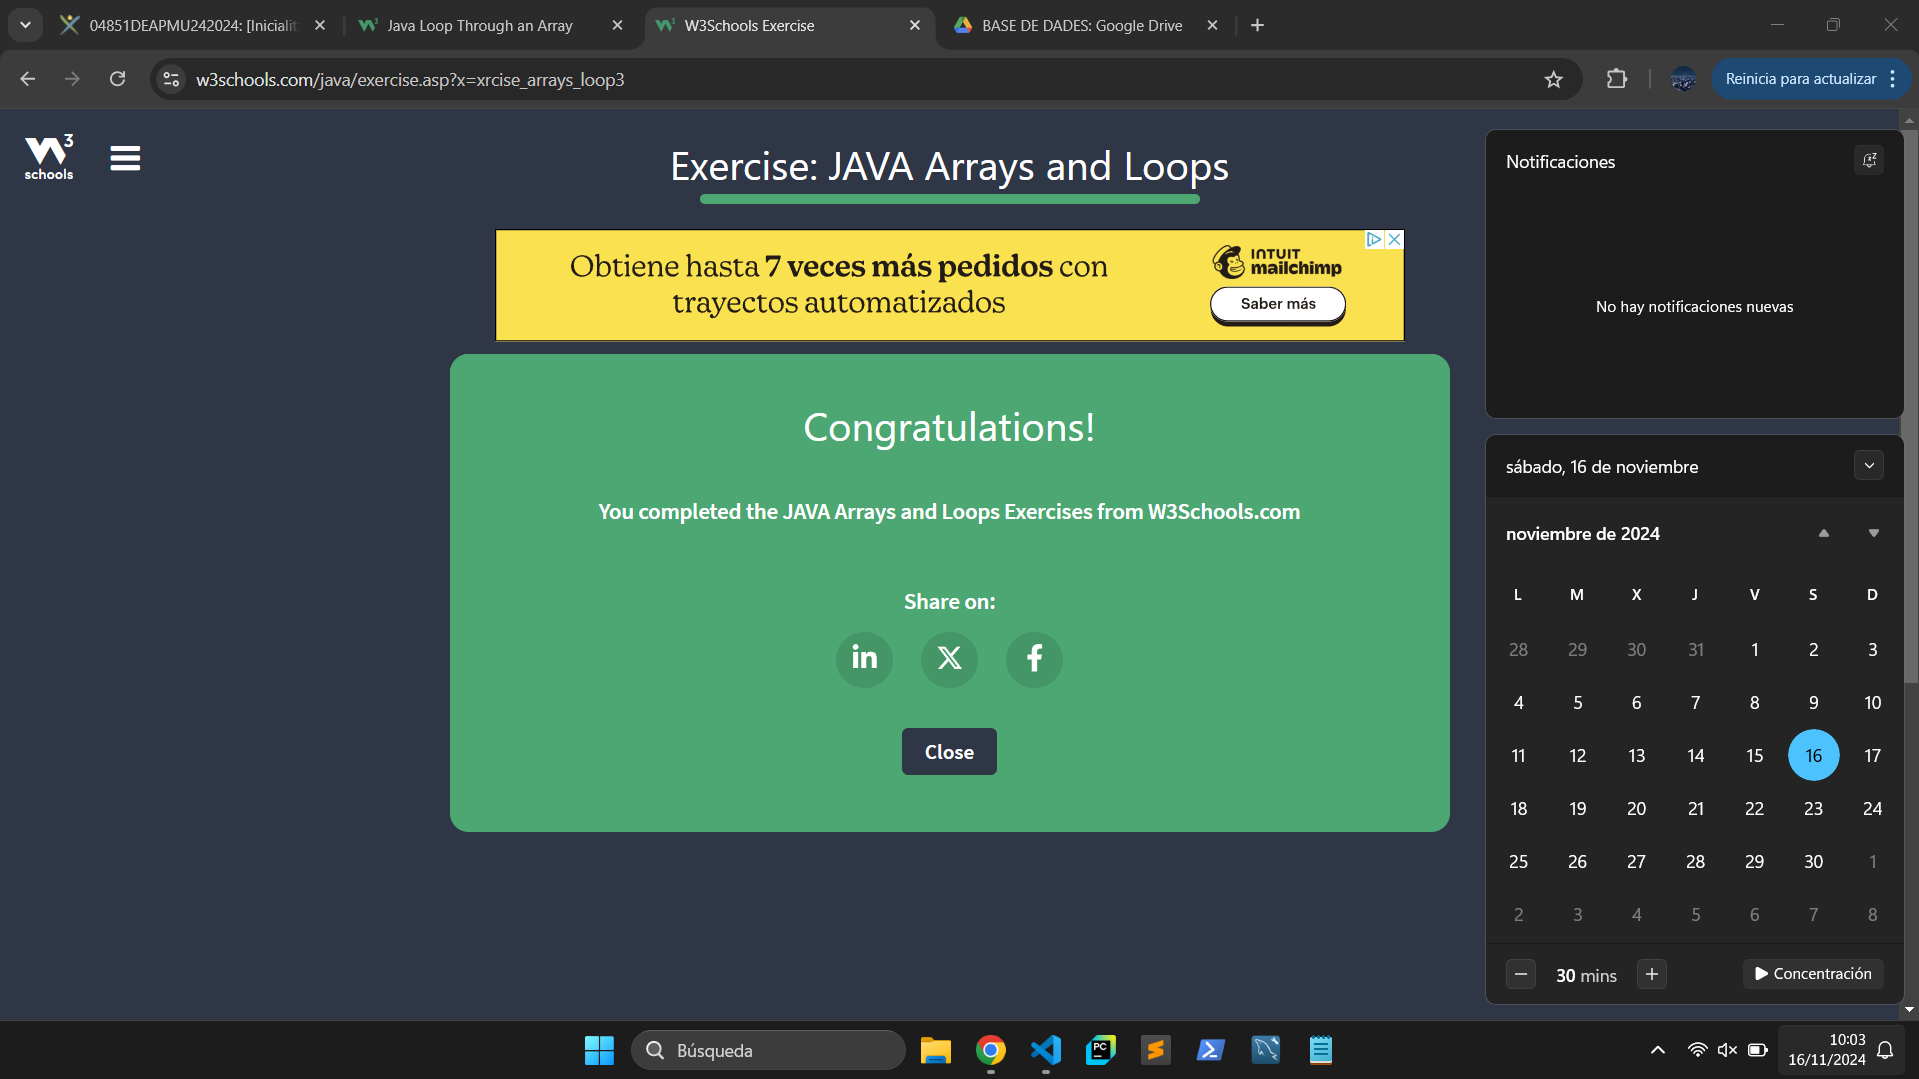 04851DEAPMU242024: [Inicialit
Java Loop Through an Array
W3Schools Exercise
BASE DE DADES: Google Drive
w3schools.com/java/exercise.asp?x=xrcise_arrays_loop3
Reinicia para actualizar
W3
schools
Exercise: JAVA Arrays and Loops
Obtiene hasta 7 veces más pedidos con
trayectos automatizados
INTUIT
mailchimp
Saber más
Congratulations!
You completed the JAVA Arrays and Loops Exercises from W3Schools.com
Share on:
in X f
Close
Notificaciones
No hay notificaciones nuevas
sábado, 16 de noviembre
noviembre de 2024
L M X J V S D
28 29 30 31 1 2 3
4 5 6 7 8 9 10
11 12 13 14 15 16 17
18 19 20 21 22 23 24
25 26 27 28 29 30 1
2 3 4 5 6 7 8
30 mins
Concentración
Búsqueda
PC
10:03
16/11/2024